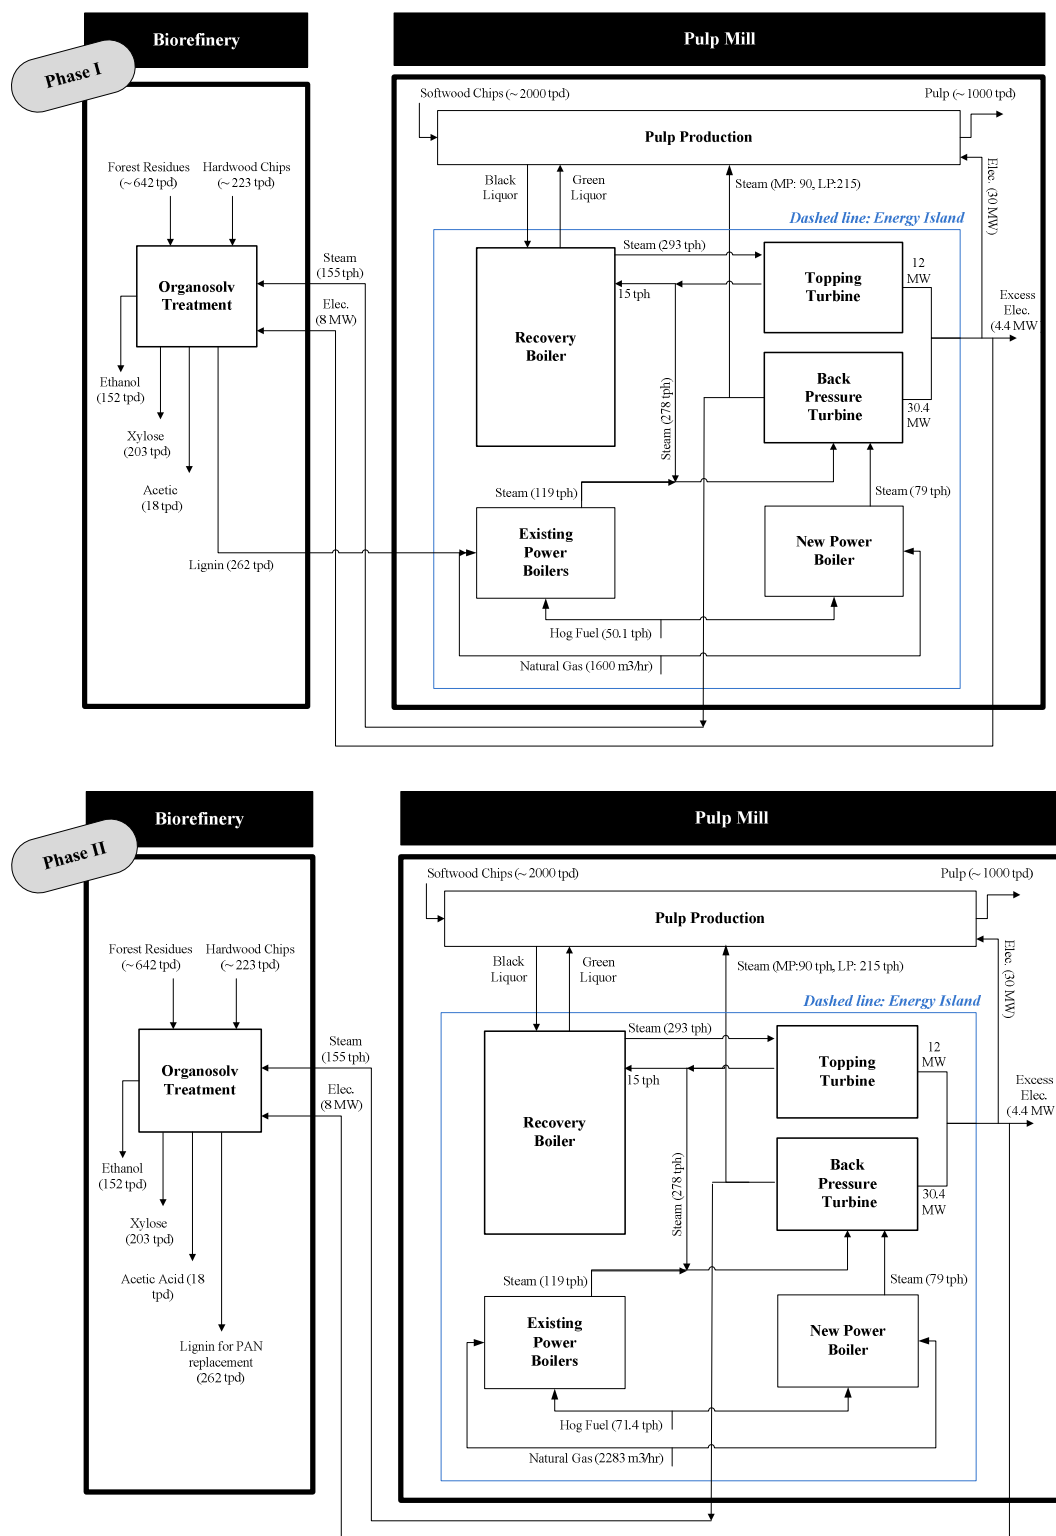 Biorefinery
Pulp Mill
Phase I
Softwood Chips (~ 2000 tpd)
Pulp (~ 1000 tpd)
Pulp Production
Forest Residues
(~ 642 tpd)
Hardwood Chips
(~ 223 tpd)
Black
Liquor
Green
Liquor
Steam (MP: 90, LP:215)
Elec. (30 MW)
Dashed line: Energy Island
Steam
(155 tph)
Organosolv
Treatment
Elec.
(8 MW)
Steam (293 tph)
15 tph
Topping
Turbine
12
MW
Excess
Elec.
(4.4 MW
Recovery
Boiler
Back
Pressure
Turbine
30.4
MW
Ethanol
(152 tpd)
Xylose
(203 tpd)
Acetic
(18 tpd)
Steam (278 tph)
Steam (119 tph)
Steam (79 tph)
Existing
Power
Boilers
New Power
Boiler
Lignin (262 tpd)
Hog Fuel (50.1 tph)
Natural Gas (1600 m3/hr)
Biorefinery
Pulp Mill
Phase II
Softwood Chips (~ 2000 tpd)
Pulp (~ 1000 tpd)
Pulp Production
Forest Residues
(~ 642 tpd)
Hardwood Chips
(~ 223 tpd)
Black
Liquor
Green
Liquor
Steam (MP:90 tph, LP: 215 tph)
Elec. (30 MW)
Dashed line: Energy Island
Steam
(155 tph)
Organosolv
Treatment
Elec.
(8 MW)
Steam (293 tph)
15 tph
Topping
Turbine
12
MW
Excess
Elec.
(4.4 MW
Recovery
Boiler
Back
Pressure
Turbine
30.4
MW
Ethanol
(152 tpd)
Xylose
(203 tpd)
Acetic Acid (18
tpd)
Lignin for PAN
replacement
(262 tpd)
Steam (278 tph)
Steam (119 tph)
Steam (79 tph)
Existing
Power
Boilers
New Power
Boiler
Hog Fuel (71.4 tph)
Natural Gas (2283 m3/hr)